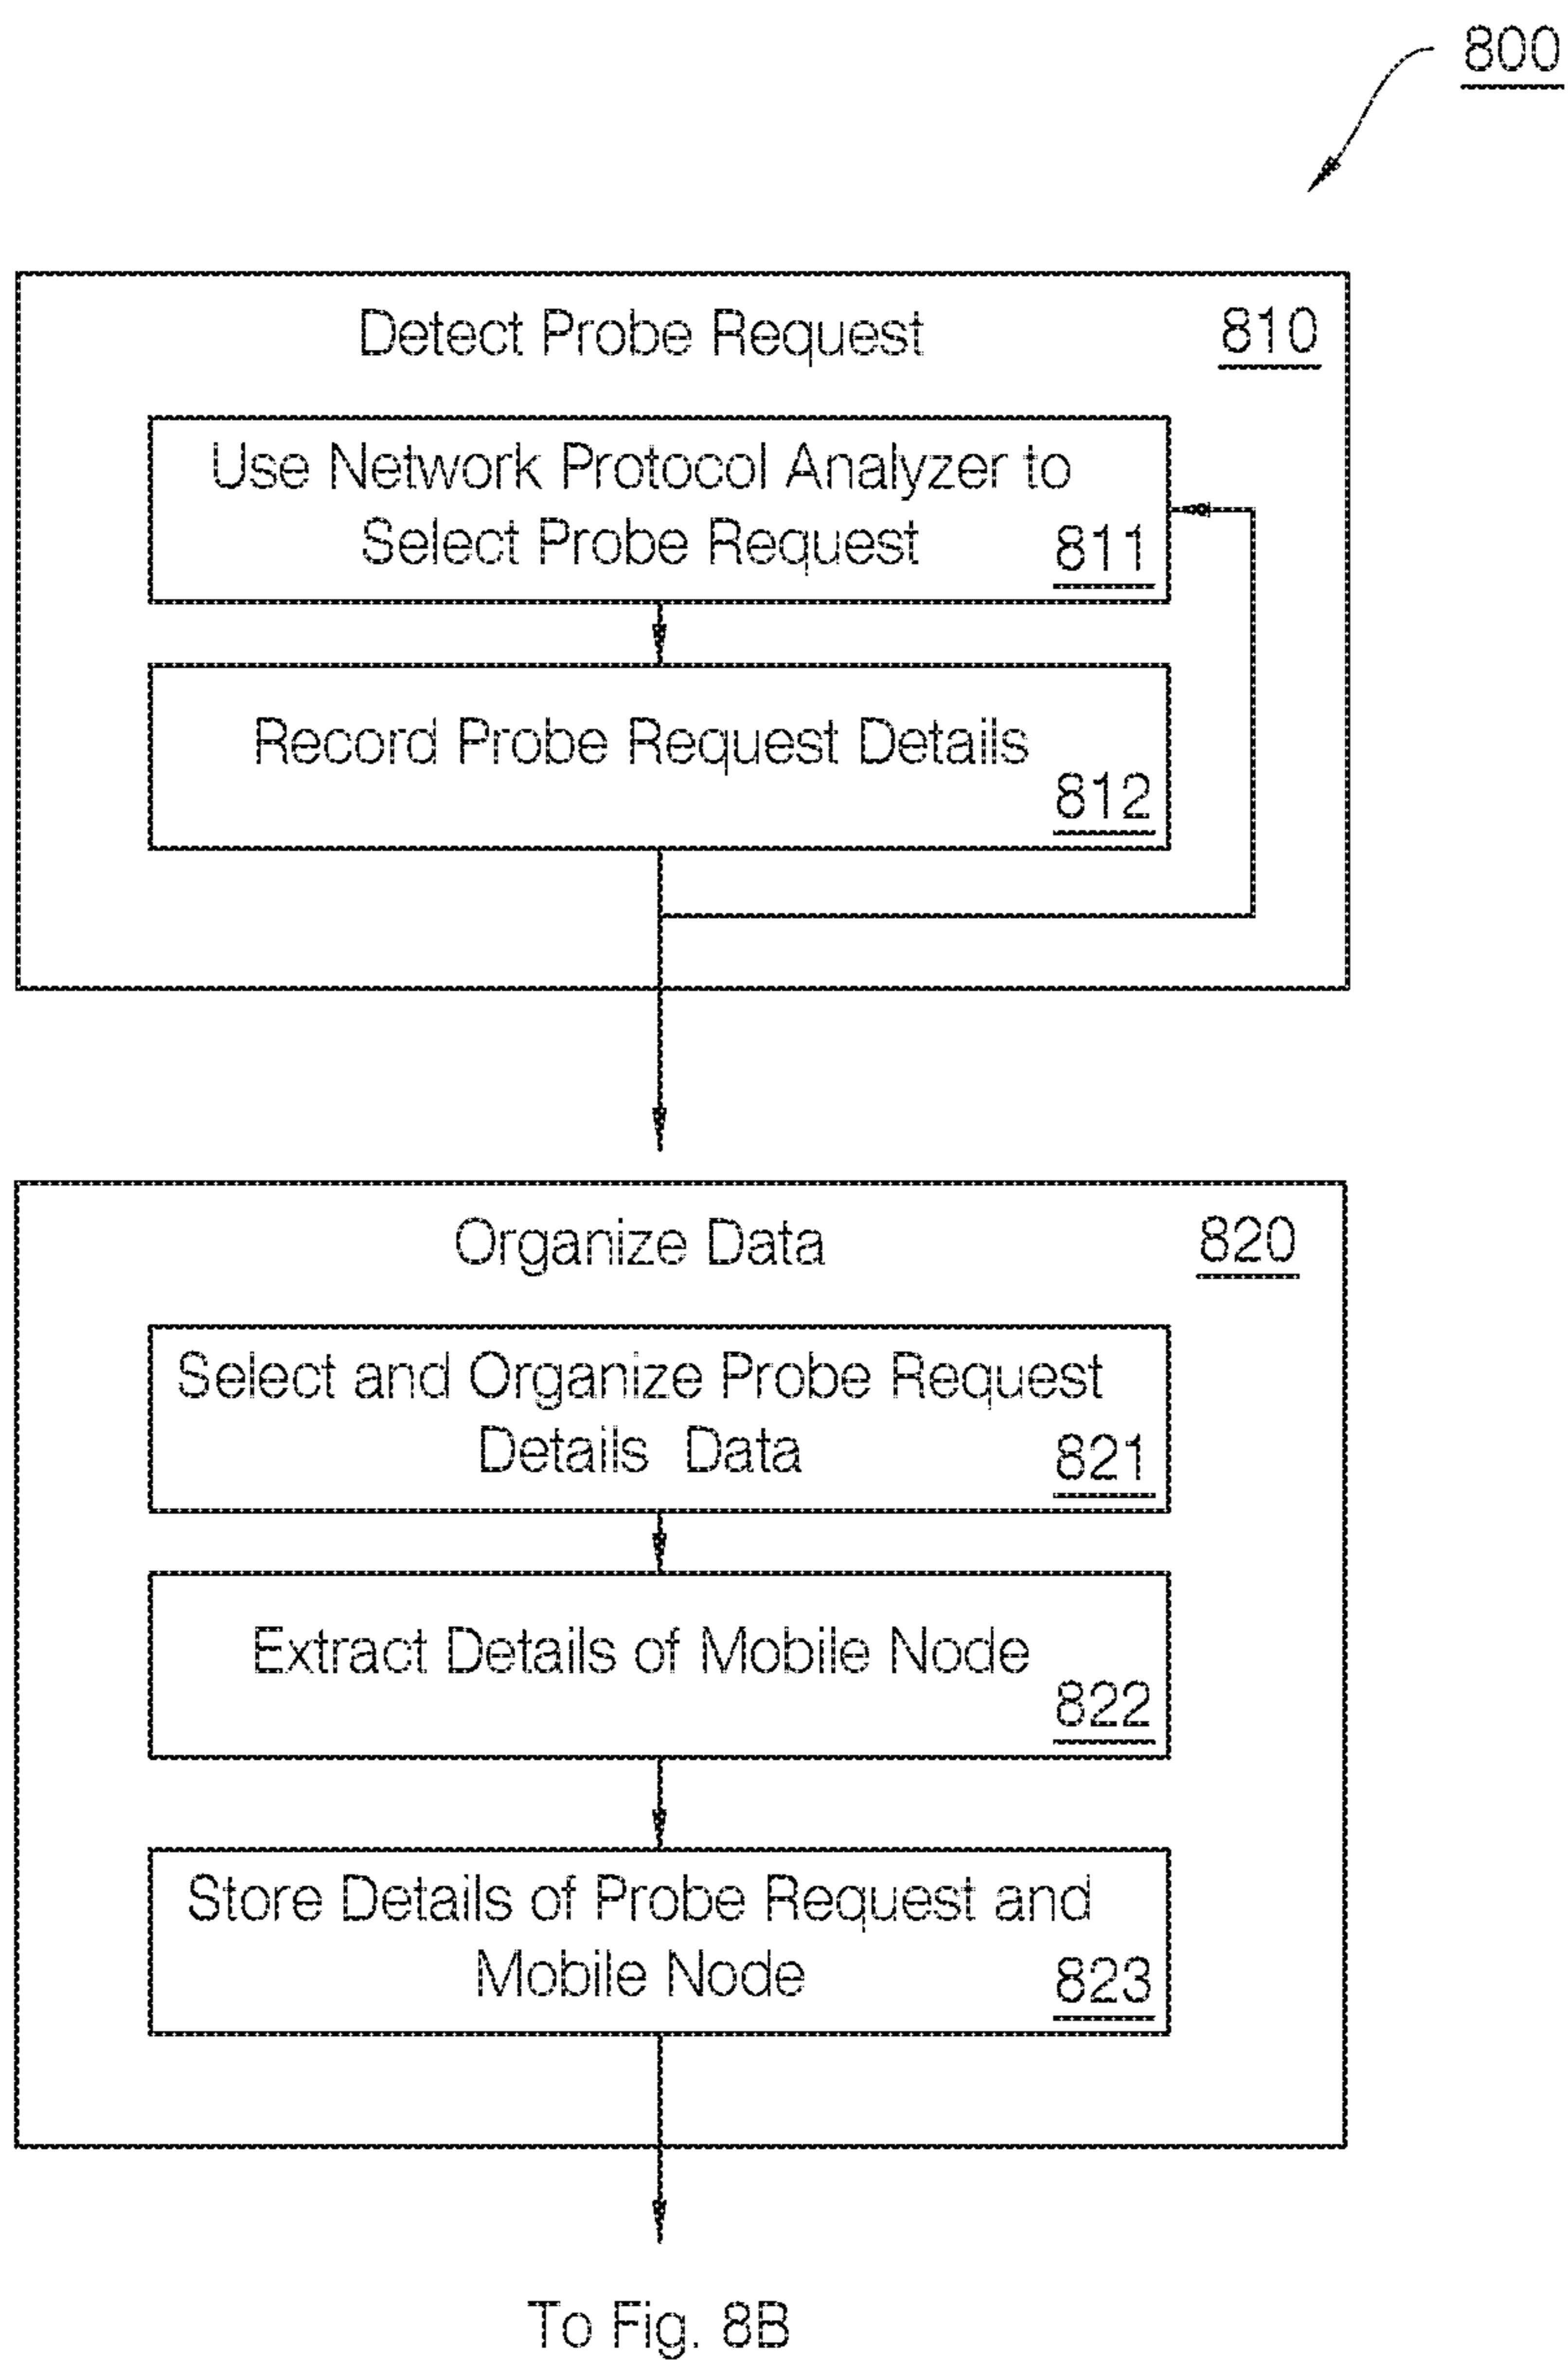 800
Detect Probe Request
810
Use Network Protocol Analyzer to
Select Probe Request
811
Record Probe Request Details
812
Organize Data
820
Select and Organize Probe Request
Details Data
821
Extract Details of Mobile Node
822
Store Details of Probe Request and
Mobile Node
823
To Fig. 8B